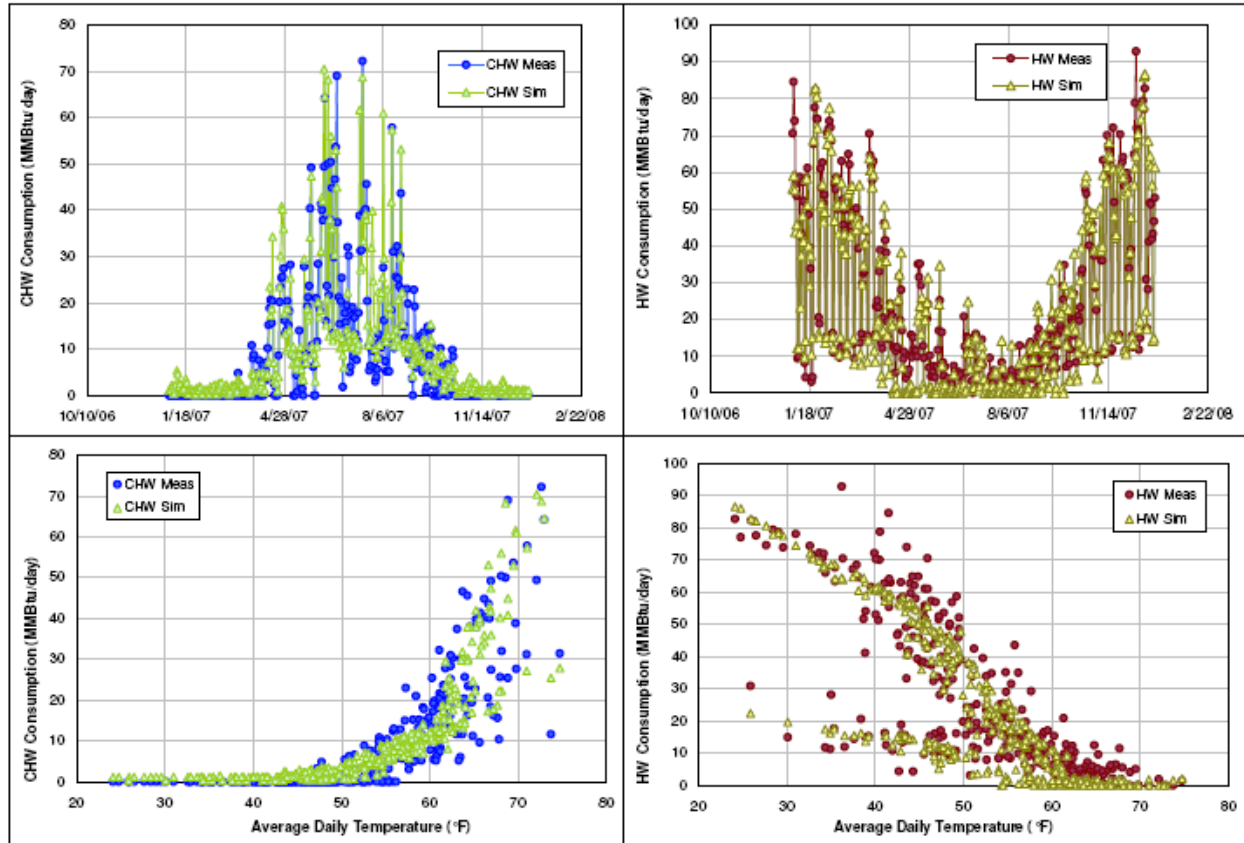 CHW Consumption (MMBtu/day)
80
70
60
50
40
30
20
10
0
CHW Meas
CHW Sim
10/10/06 1/18/07 4/28/07 8/6/07 11/14/07 2/22/08
HW Consumption (MMBtu/day)
100
90
80
70
60
50
40
30
20
10
0
HW Meas
HW Sim
10/10/06 1/18/07 4/28/07 8/6/07 11/14/07 2/22/08
CHW Consumption (MMBtu/day)
80
70
60
50
40
30
20
10
0
CHW Meas
CHW Sim
20 30 40 50 60 70 80
Average Daily Temperature (°F)
HW Consumption (MMBtu/day)
100
90
80
70
60
50
40
30
20
10
0
HW Meas
HW Sim
20 30 40 50 60 70 80
Average Daily Temperature (°F)